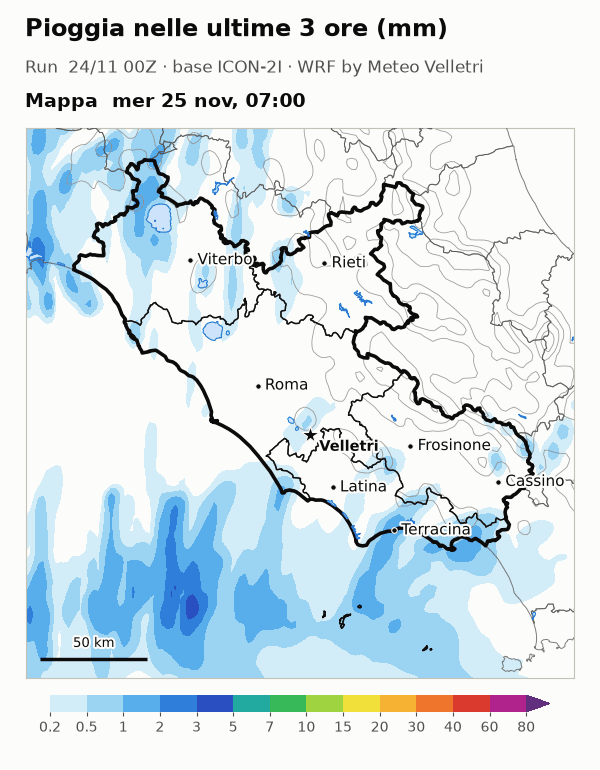 Pioggia nelle ultime 3 ore (mm)
Run  24/11 00Z · base ICON-2I · WRF by Meteo Velletri
Mappa  mer 25 nov, 07:00
Viterbo
Rieti
Roma
Velletri
Frosinone
Cassino
Latina
Terracina
50 km
0.2 0.5 1 2 3 5 7 10 15 20 30 40 60 80